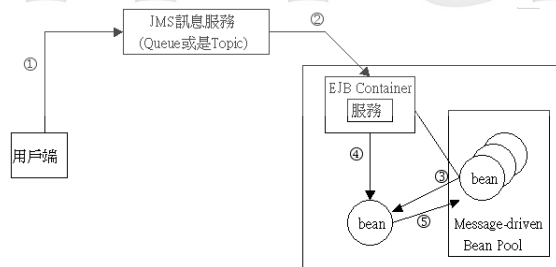 JMS訊息服務
(Queue或是Topic)
①
②
EJB Container
服務
用戶端
④
③
bean
bean
⑤
Message-driven
Bean Pool